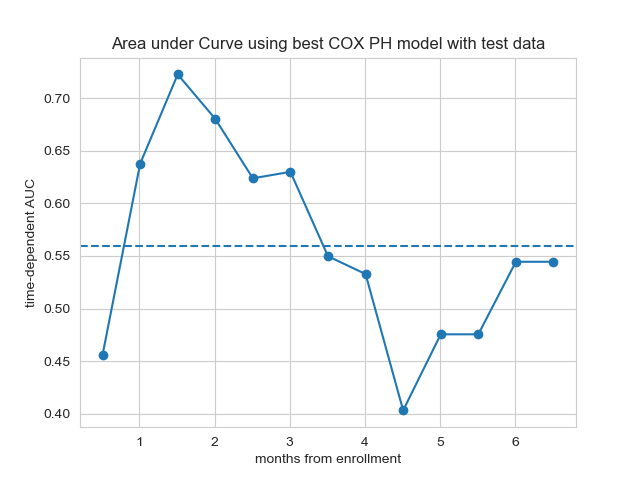 Area under Curve using best COX PH model with test data
time-dependent AUC
0.70
0.65
0.60
0.55
0.50
0.45
0.40
1 2 3 4 5 6
months from enrollment